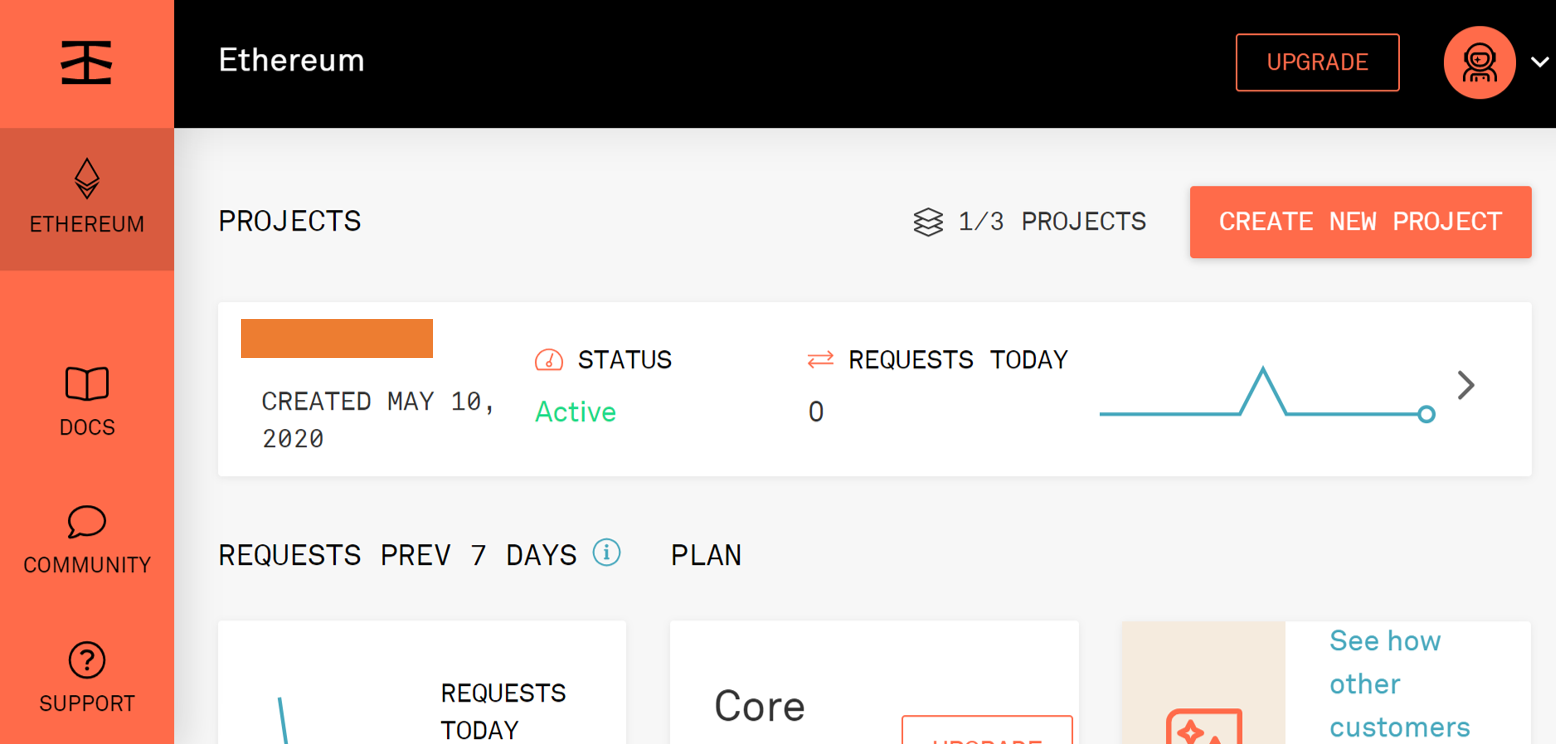 Ethereum
UPGRADE
ETHEREUM
DOCS
COMMUNITY
SUPPORT
PROJECTS
1/3 PROJECTS
CREATE NEW PROJECT
CREATED MAY 10,
2020
STATUS
Active
REQUESTS TODAY
0
REQUESTS PREV 7 DAYS
PLAN
REQUESTS
TODAY
Core
UPGRADE
See how
other
customers